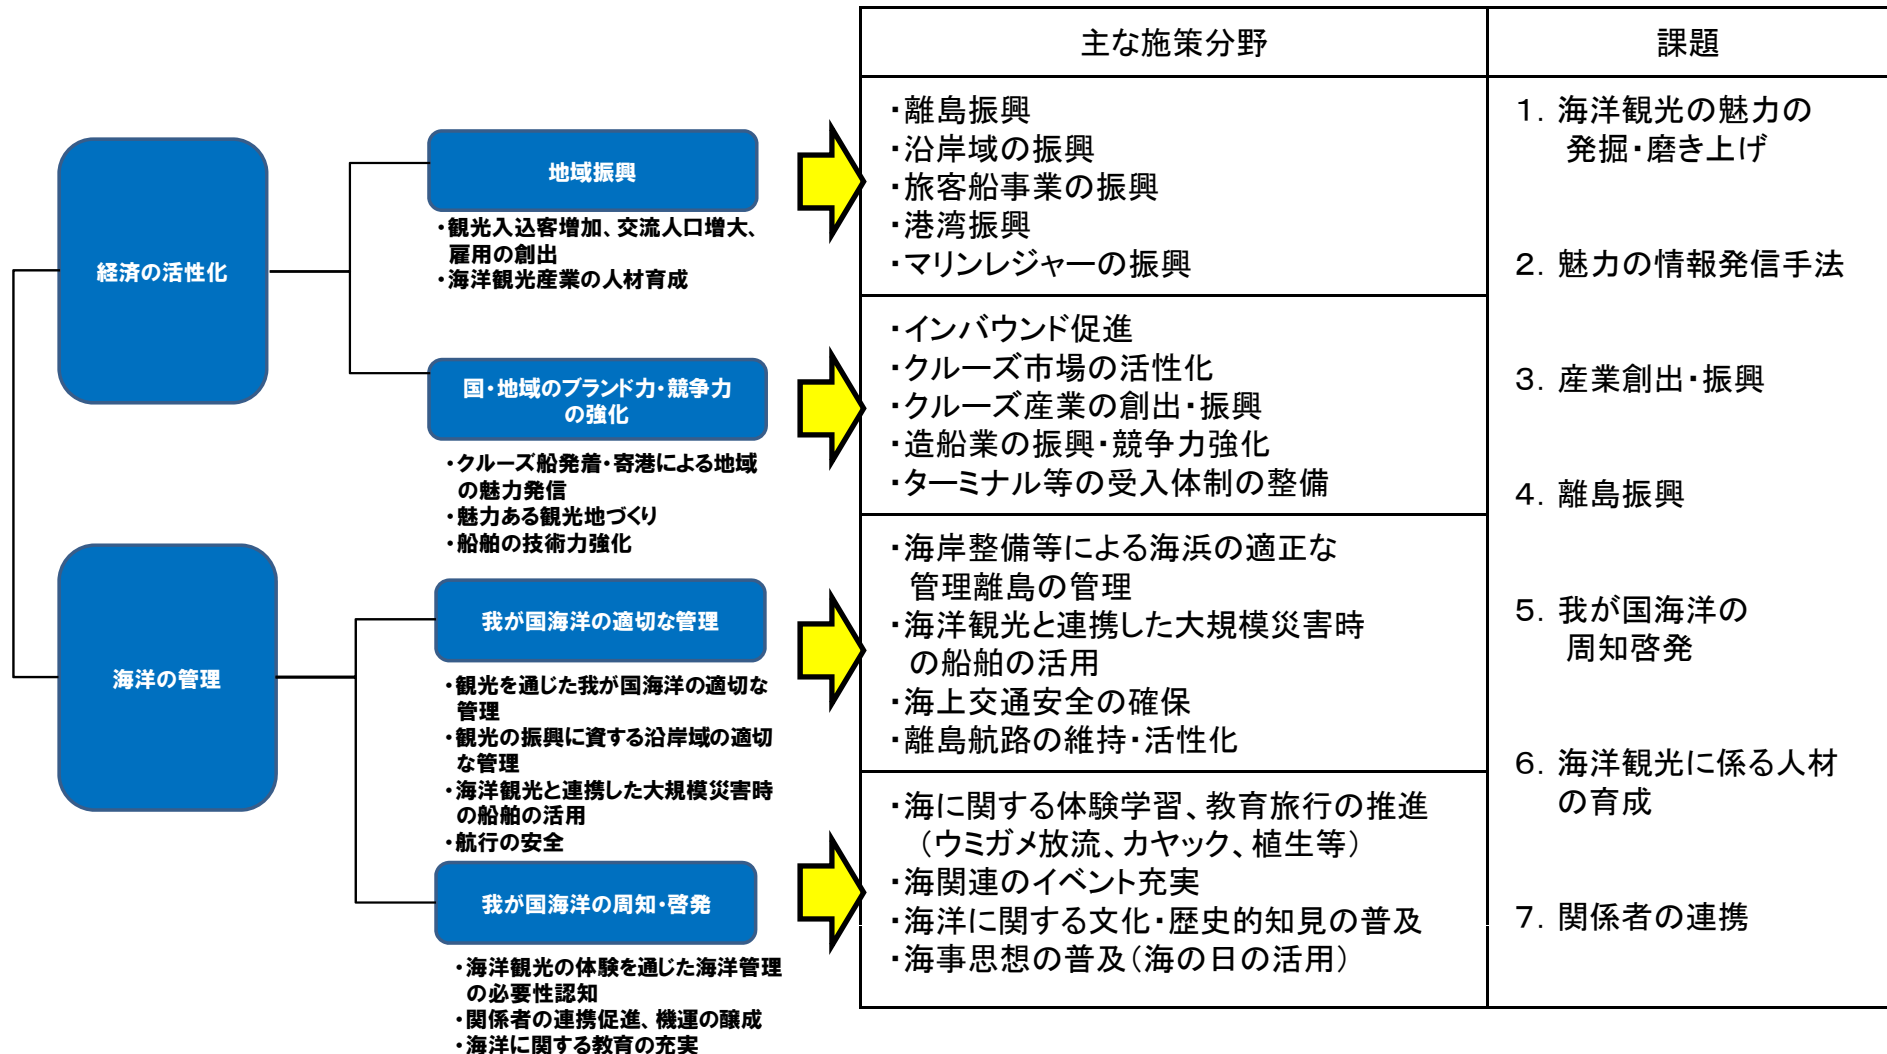 経済の活性化
海洋の管理
地域振興
・観光入込客増加、交流人口増大、
雇用の創出
・海洋観光産業の人材育成
国・地域のブランド力・競争力
の強化
・クルーズ船発着・寄港による地域
の魅力発信
・魅力ある観光地づくり
・船舶の技術力強化
我が国海洋の適切な管理
・観光を通じた我が国海洋の適切な
管理
・観光の振興に資する沿岸域の適切
な管理
・海洋観光と連携した大規模災害時
の船舶の活用
・航行の安全
我が国海洋の周知・啓発
・海洋観光の体験を通じた海洋管理
の必要性認知
・関係者の連携促進、機運の醸成
・海洋に関する教育の充実
主な施策分野
・離島振興
・沿岸域の振興
・旅客船事業の振興
・港湾振興
・マリンレジャーの振興
・インバウンド促進
・クルーズ市場の活性化
・クルーズ産業の創出・振興
・造船業の振興・競争力強化
・ターミナル等の受入体制の整備
・海岸整備等による海浜の適正な
管理離島の管理
・海洋観光と連携した大規模災害時
の船舶の活用
・海上交通安全の確保
・離島航路の維持・活性化
・海に関する体験学習、教育旅行の推進
（ウミガメ放流、カヤック、植生等）
・海関連のイベント充実
・海洋に関する文化・歴史的知見の普及
・海事思想の普及（海の日の活用）
課題
１．海洋観光の魅力の
発掘・磨き上げ
２．魅力の情報発信手法
３．産業創出・振興
４．離島振興
５．我が国海洋の
周知啓発
６．海洋観光に係る人材
の育成
７．関係者の連携